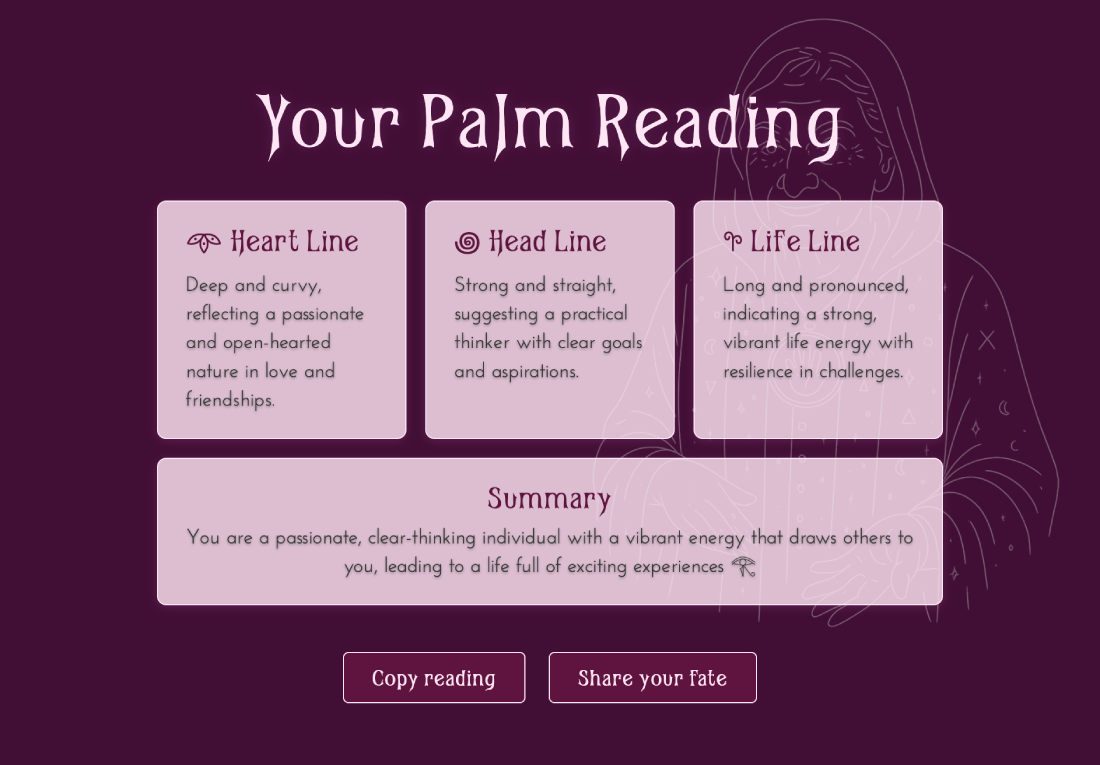 Your Palm Reading
Heart Line
Deep and curvy,
reflecting a passionate
and open-hearted
nature in love and
friendships.
Head Line
Strong and straight,
suggesting a practical
thinker with clear goals
and aspirations.
Life Line
Long and pronounced,
indicating a strong,
vibrant life energy with
resilience in challenges.
Summary
You are a passionate, clear-thinking individual with a vibrant energy that draws others to
you, leading to a life full of exciting experiences 𓂀
Copy reading
Share your fate